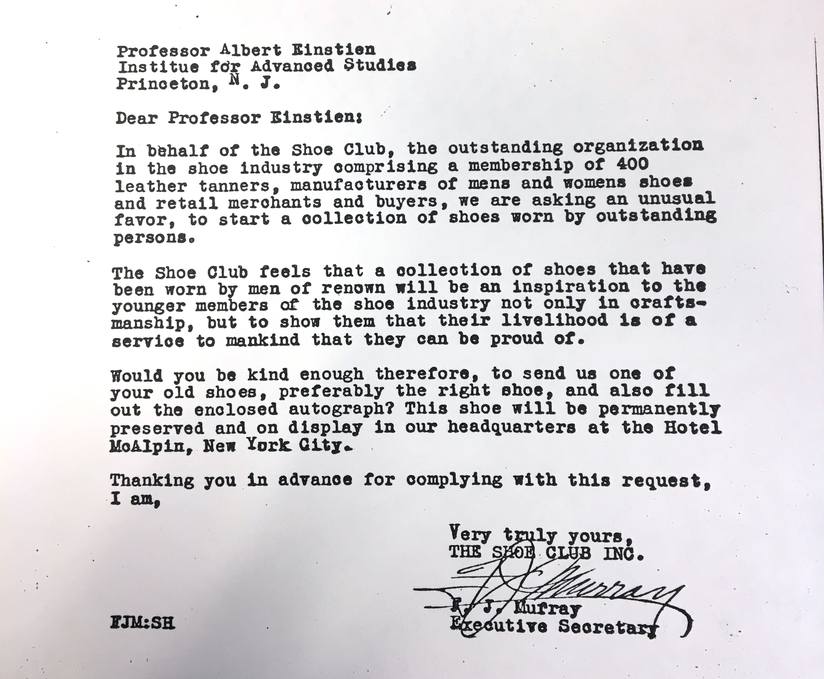 Professor Albert Einstien
Institue for Advanced Studies
Princeton, N. J.
Dear Professor Einstien:
In behalf of the Shoe Club, the outstanding organization
in the shoe industry comprising a membership of 400
leather tanners, manufacturers of mens and womens shoes
and retail merchants and buyers, we are asking an unusual
favor, to start a collection of shoes worn by outstanding
persons.
The Shoe Club feels that a collection of shoes that have
been worn by men of renown will be an inspiration to the
younger members of the shoe industry not only in crafts-
manship, but to show them that their livelihood is of a
service to mankind that they can be proud of.
Would you be kind enough therefore, to send us one of
your old shoes, preferably the right shoe, and also fill
out the enclosed autograph? This shoe will be permanently
preserved and on display in our headquarters at the Hotel
McAlpin, New York City.
Thanking you in advance for complying with this request,
I am,
Very truly yours,
THE SHOE CLUB INC.
F J Murray
F. J. Murray
Executive Secretary
FJM:SH